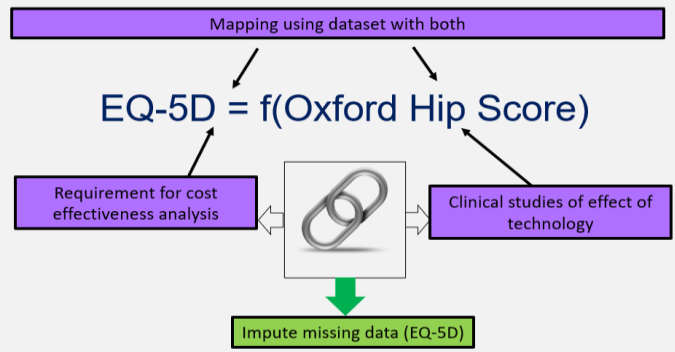 Mapping using dataset with both
EQ-5D = f(Oxford Hip Score)
Requirement for cost
effectiveness analysis
Clinical studies of effect of
technology
Impute missing data (EQ-5D)